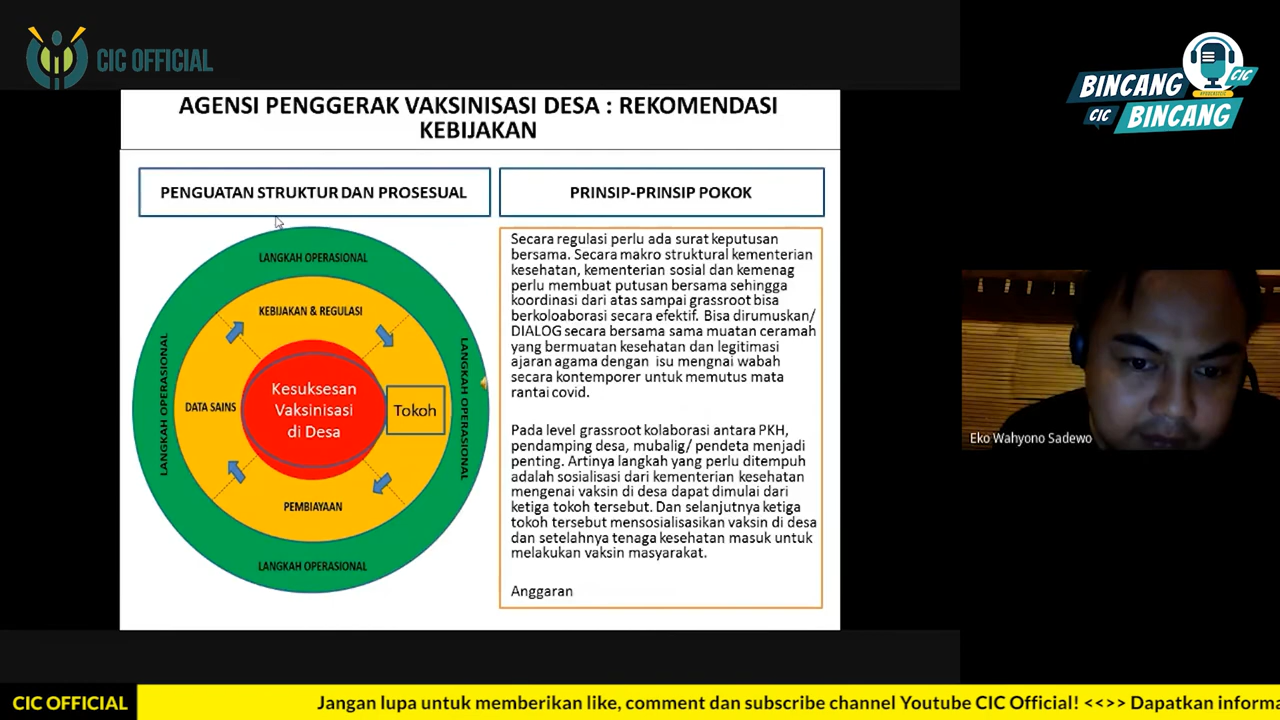 CIC OFFICIAL
BINCANG
CIC
#PODCASTCIC
CIC
BINCANG
AGENSI PENGGERAK VAKSINISASI DESA : REKOMENDASI
KEBIJAKAN
PENGUATAN STRUKTUR DAN PROSESUAL
LANGKAH OPERASIONAL
KEBIJAKAN & REGULASI
LANGKAH OPERASIONAL
DATA SAINS
Kesuksesan
Vaksinisasi
di Desa
Tokoh
LANGKAH OPERASIONAL
PEMBIAYAAN
LANGKAH OPERASIONAL
PRINSIP-PRINSIP POKOK
Secara regulasi perlu ada surat keputusan
bersama. Secara makro struktural kementerian
kesehatan, kementerian sosial dan kemenag
perlu membuat putusan bersama sehingga
koordinasi dari atas sampai grassroot bisa
berkoloaborasi secara efektif. Bisa dirumuskan/
DIALOG secara bersama sama muatan ceramah
yang bermuatan kesehatan dan legitimasi
ajaran agama dengan isu mengnai wabah
secara kontemporer untuk memutus mata
rantai covid.
Pada level grassroot kolaborasi antara PKH,
pendamping desa, mubalig/ pendeta menjadi
penting. Artinya langkah yang perlu ditempuh
adalah sosialisasi dari kementerian kesehatan
mengenai vaksin di desa dapat dimulai dari
ketiga tokoh tersebut. Dan selanjutnya ketiga
tokoh tersebut mensosialisasikan vaksin di desa
dan setelahnya tenaga kesehatan masuk untuk
melakukan vaksin masyarakat.
Anggaran
Eko Wahyono Sadewo
CIC OFFICIAL
Jangan lupa untuk memberikan like, comment dan subscribe channel Youtube CIC Official! <<>> Dapatkan informa